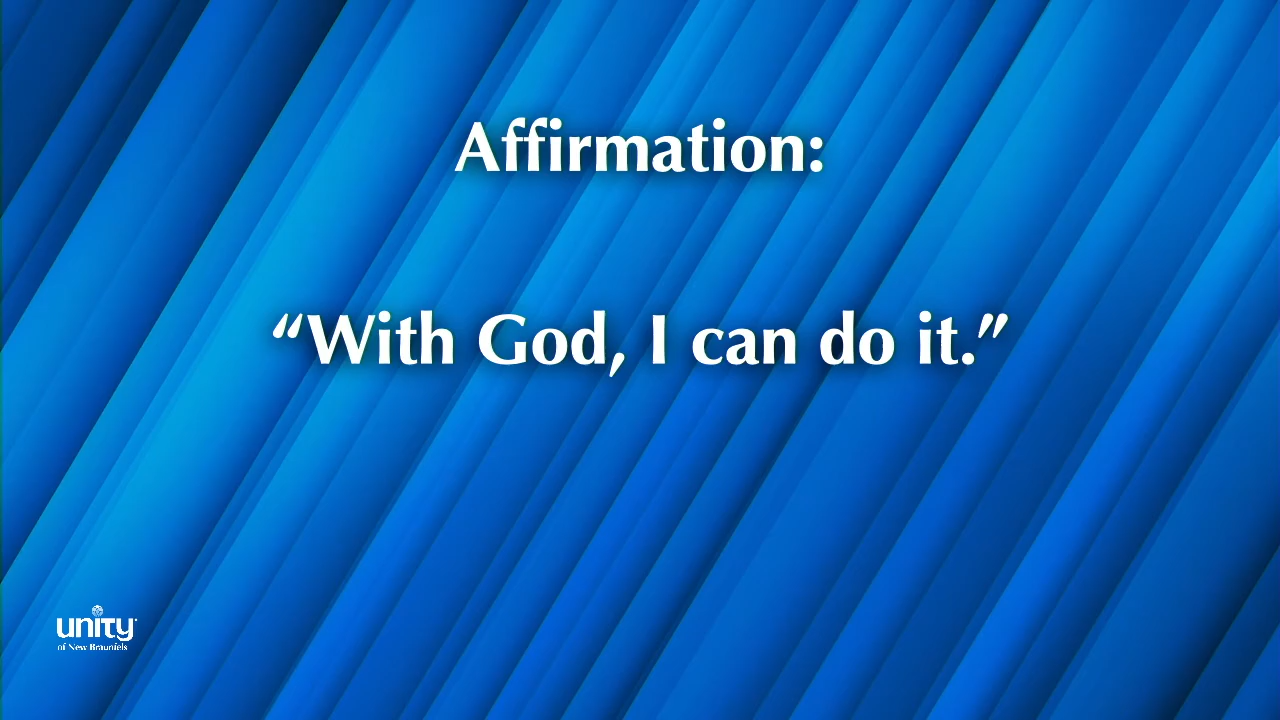 Affirmation:
“With God, I can do it.”
unity
of New Braunfels